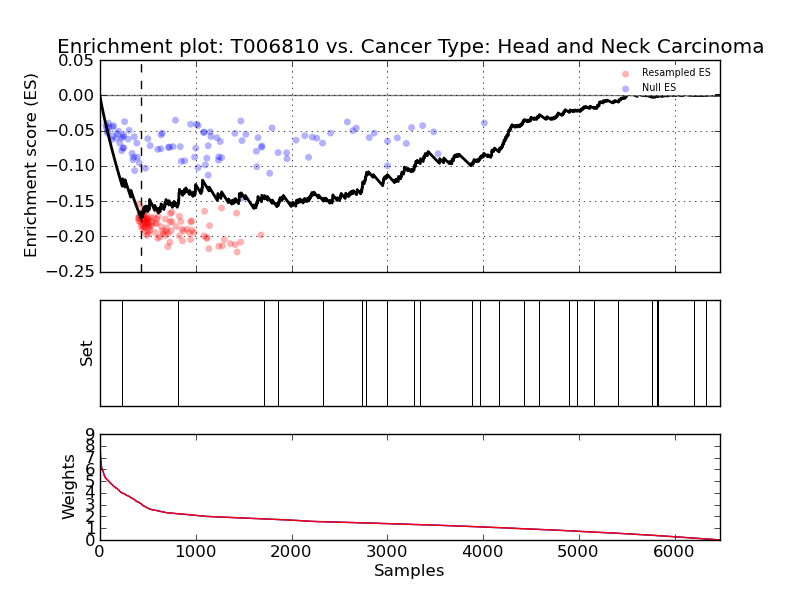 Enrichment plot: T006810 vs. Cancer Type: Head and Neck Carcinoma
0.05
0.00
−0.05
−0.10
−0.15
−0.20
−0.25
Enrichment score (ES)
Resampled ES
Null ES
Set
9
8
7
6
5
4
3
2
1
0
Weights
0 1000 2000 3000 4000 5000 6000
Samples